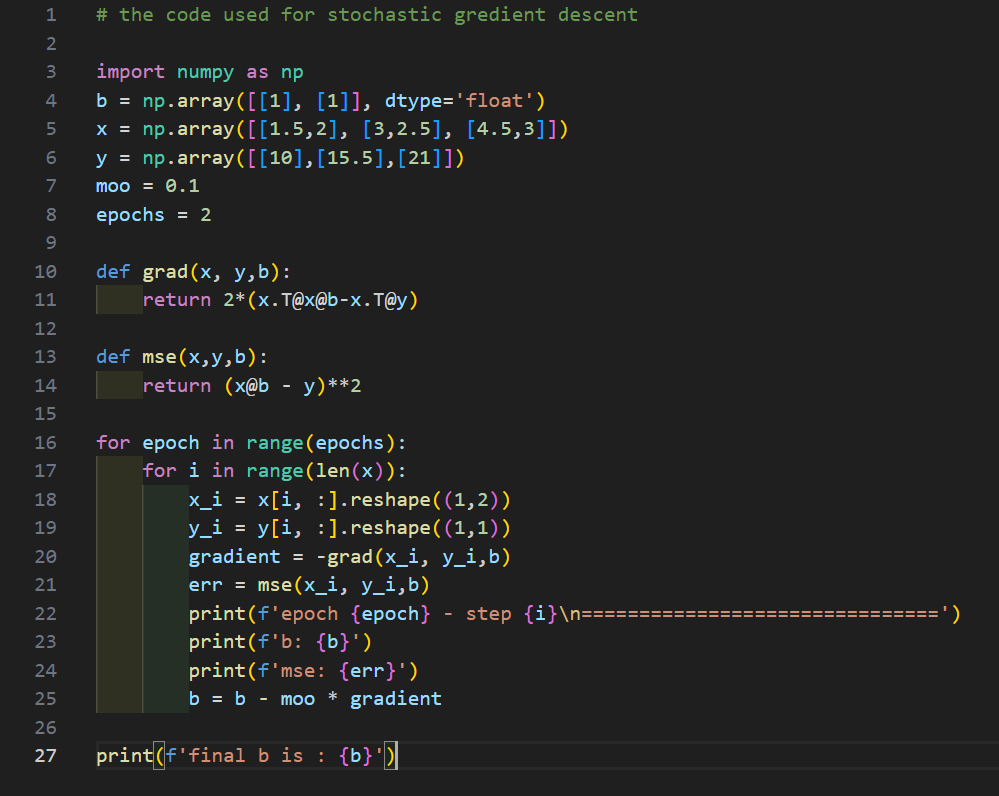 1 # the code used for stochastic gredient descent
2
3 import numpy as np
4 b = np.array([[1], [1]], dtype='float')
5 x = np.array([[1.5,2], [3,2.5], [4.5,3]])
6 y = np.array([[10],[15.5],[21]])
7 moo = 0.1
8 epochs = 2
9
10 def grad(x, y,b):
11     return 2*(x.T@x@b-x.T@y)
12
13 def mse(x,y,b):
14     return (x@b - y)**2
15
16 for epoch in range(epochs):
17     for i in range(len(x)):
18         x_i = x[i, :].reshape((1,2))
19         y_i = y[i, :].reshape((1,1))
20         gradient = -grad(x_i, y_i,b)
21         err = mse(x_i, y_i,b)
22         print(f'epoch {epoch} - step {i}\n===============================')
23         print(f'b: {b}')
24         print(f'mse: {err}')
25         b = b - moo * gradient
26
27 print(f'final b is : {b}')